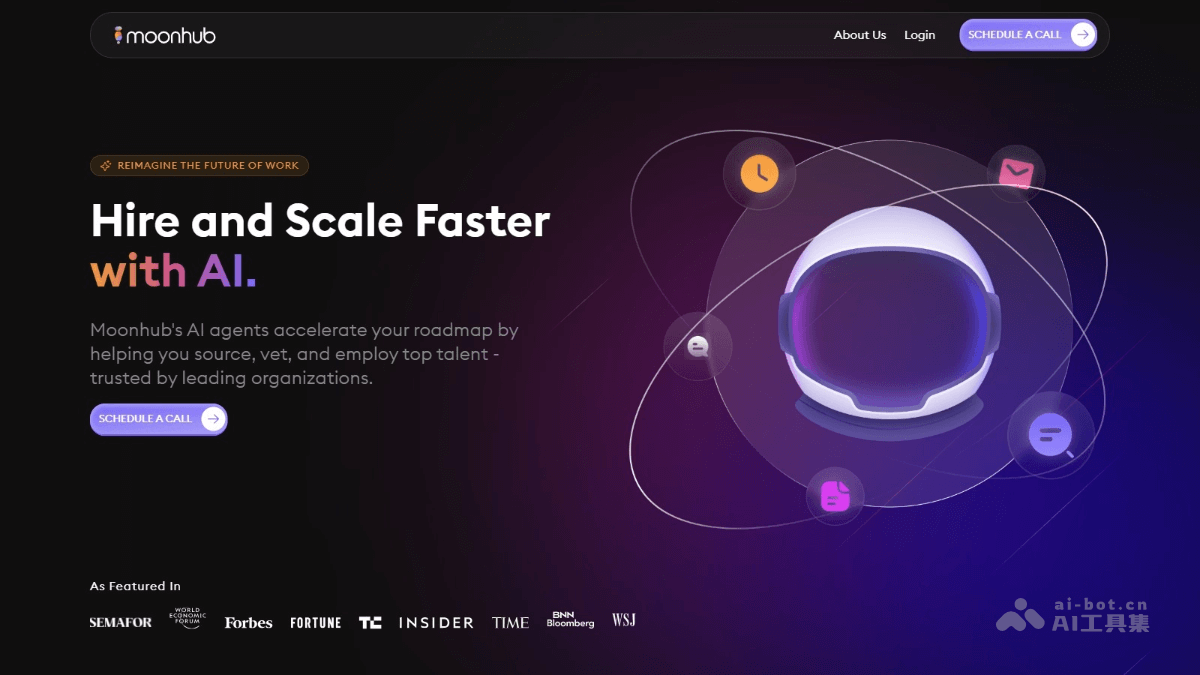 moonhub
About Us
Login
SCHEDULE A CALL
REIMAGINE THE FUTURE OF WORK
Hire and Scale Faster
with AI.
Moonhub's AI agents accelerate your roadmap by
helping you source, vet, and employ top talent -
trusted by leading organizations.
SCHEDULE A CALL
As Featured In
SEMAFOR
WORLD
ECONOMIC
FORUM
Forbes
FORTUNE
TC
INSIDER
TIME
BNN
Bloomberg
WSJ
ai-bot.cn
AI工具集